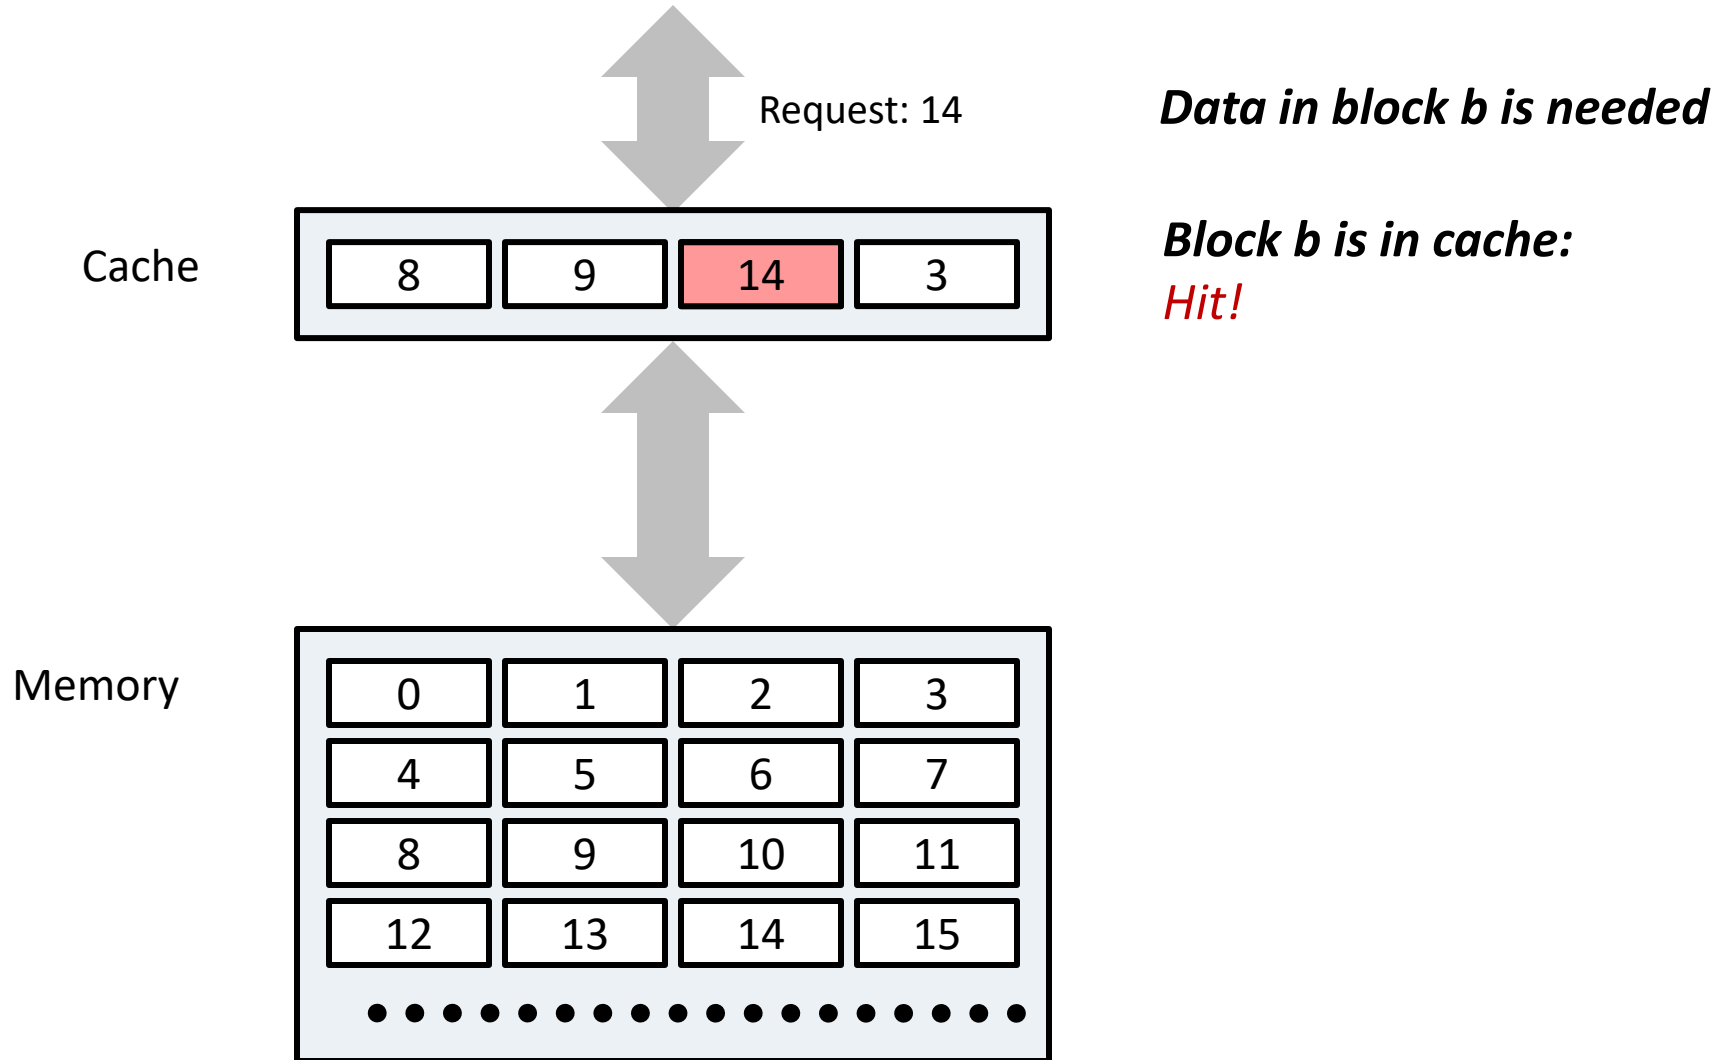 Request: 14
Data in block b is needed
Cache
8 9 14 3
Block b is in cache:
Hit!
Memory
0 1 2 3
4 5 6 7
8 9 10 11
12 13 14 15